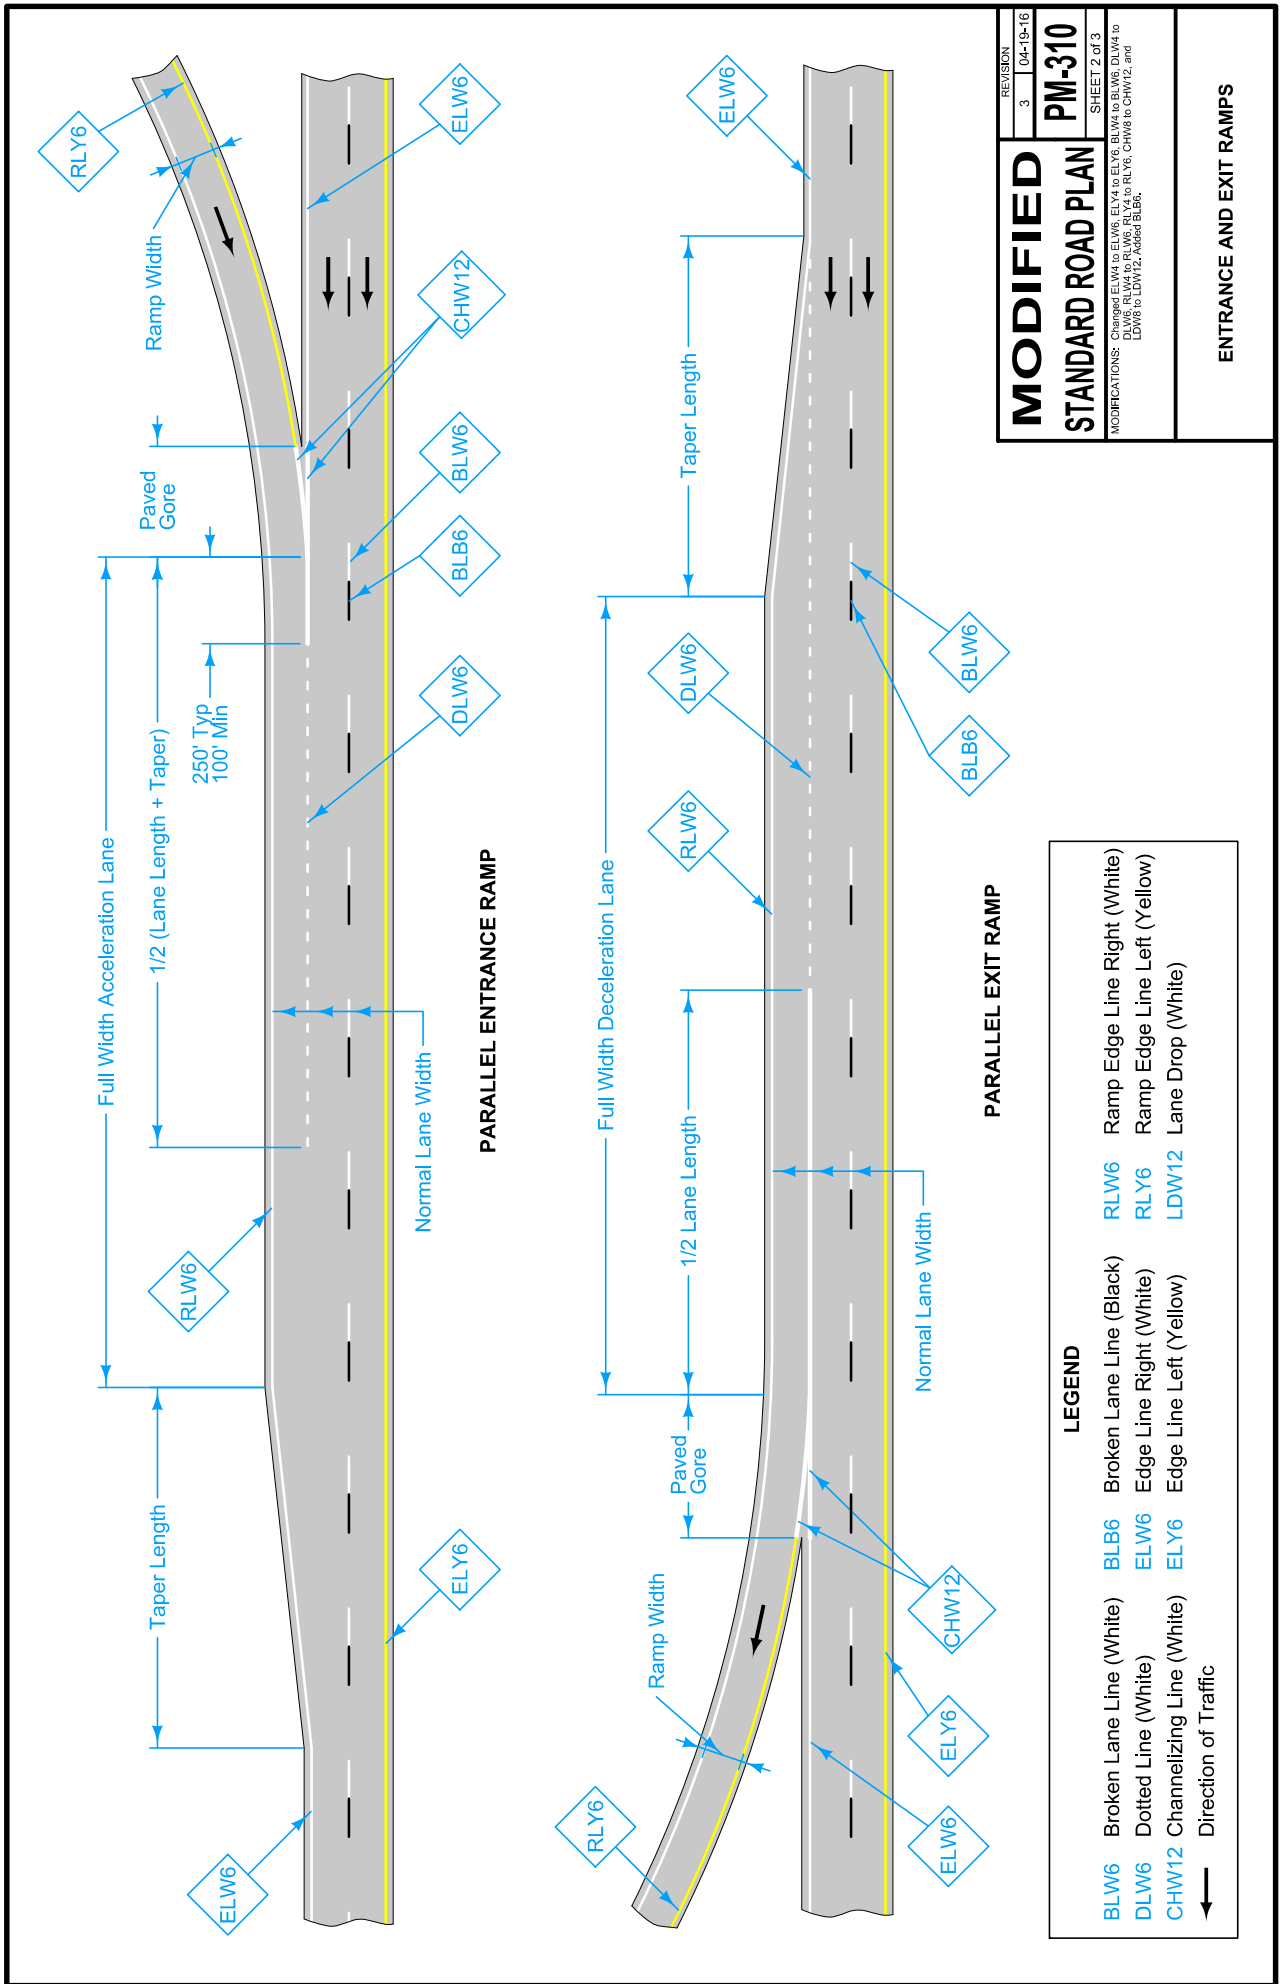 RLY6
Ramp Width
Paved
Gore
Full Width Acceleration Lane
1/2 (Lane Length + Taper)
250' Typ
100' Min
Taper Length
ELW6
RLW6
Normal Lane Width
ELY6
DLW6
BLB6
BLW6
CHW12
ELW6
PARALLEL ENTRANCE RAMP
RLY6
Ramp Width
Paved
Gore
1/2 Lane Length
Full Width Deceleration Lane
RLW6
DLW6
Taper Length
ELW6
ELW6
ELY6
CHW12
Normal Lane Width
BLB6
BLW6
PARALLEL EXIT RAMP
LEGEND
BLW6 Broken Lane Line (White)
DLW6 Dotted Line (White)
CHW12 Channelizing Line (White)
Direction of Traffic
BLB6 Broken Lane Line (Black)
ELW6 Edge Line Right (White)
ELY6 Edge Line Left (Yellow)
RLW6 Ramp Edge Line Right (White)
RLY6 Ramp Edge Line Left (Yellow)
LDW12 Lane Drop (White)
MODIFIED
STANDARD ROAD PLAN
REVISION
3 04-19-16
PM-310
SHEET 2 of 3
MODIFICATIONS: Changed ELW4 to ELW6, ELY4 to ELY6, BLW4 to BLW6, DLW4 to
DLW6, RLW4 to RLW6, RLY4 to RLY6, CHW8 to CHW12, and
LDW8 to LDW12. Added BLB6.
ENTRANCE AND EXIT RAMPS